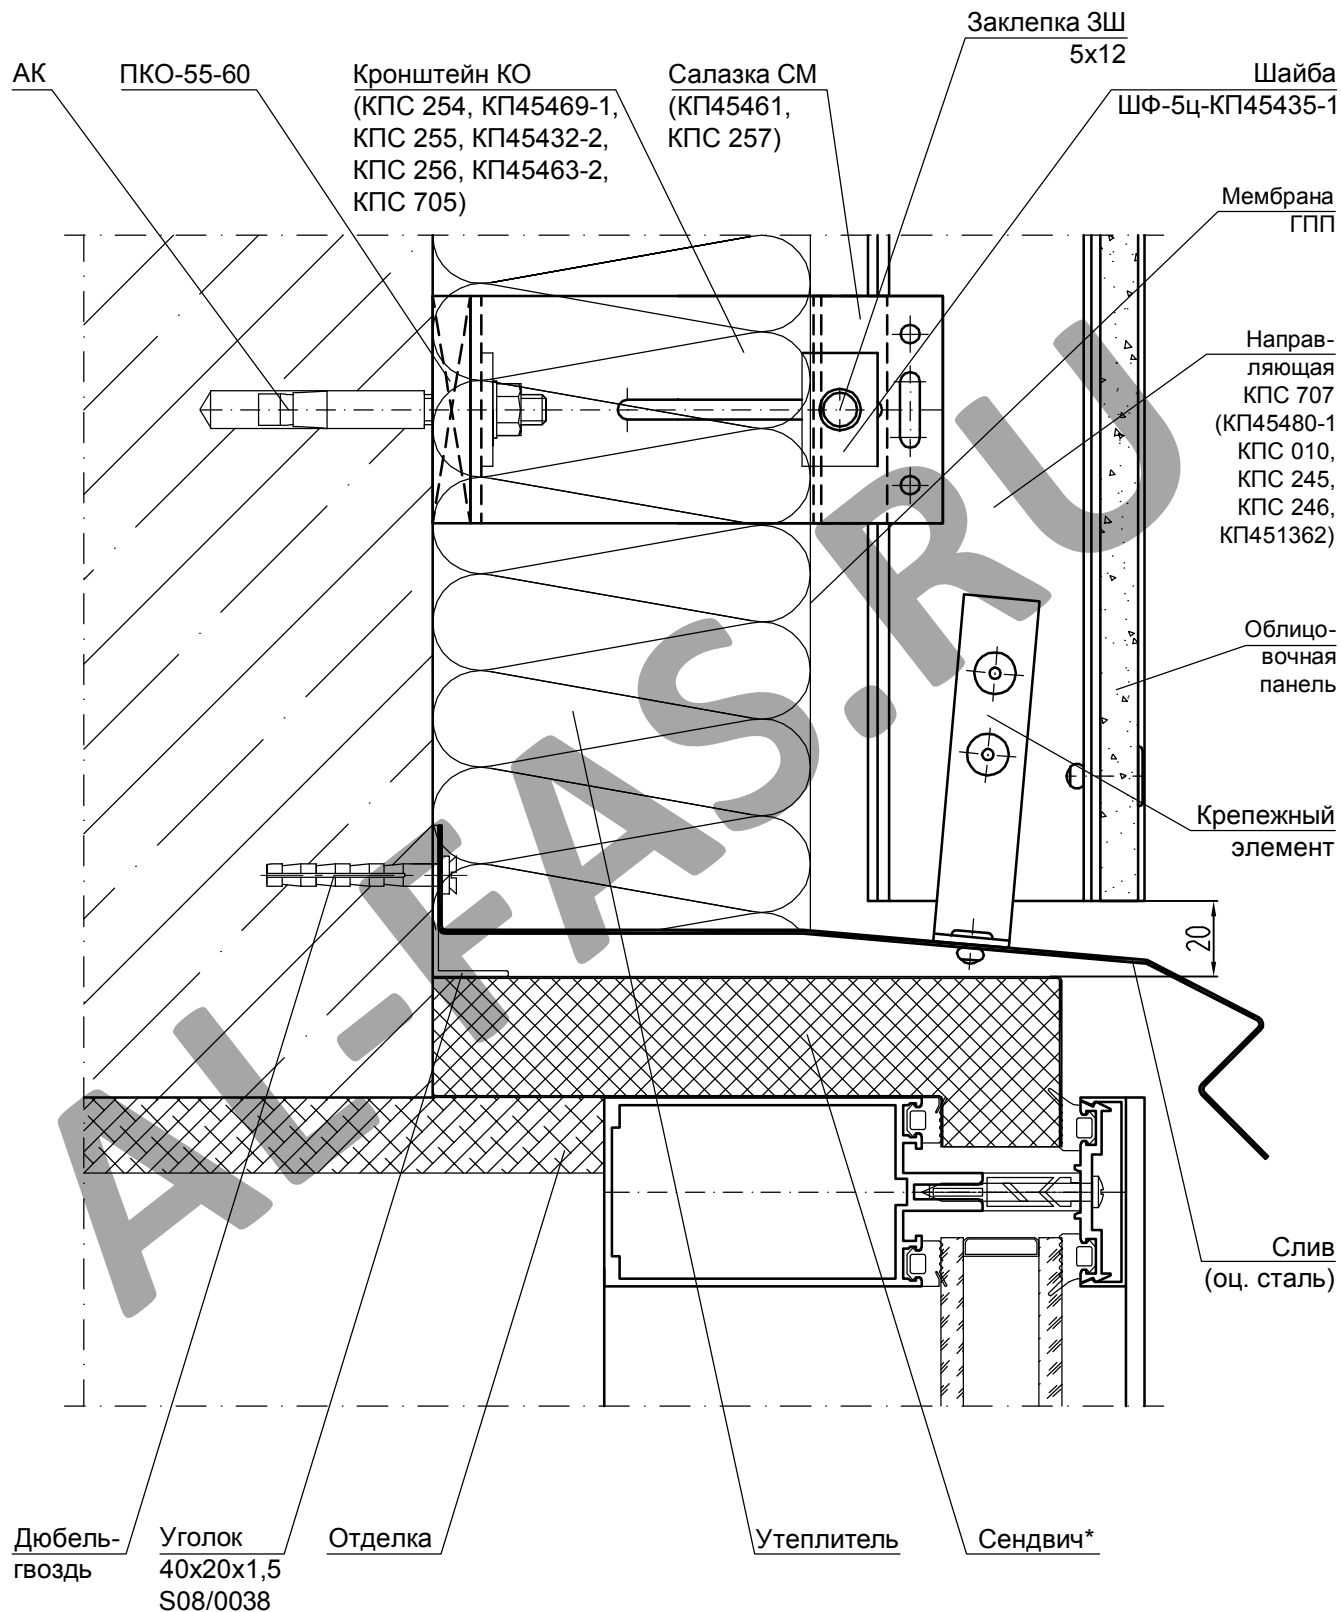 АК
ПКО-55-60
Кронштейн КО
(КПС 254, КП45469-1,
КПС 255, КП45432-2,
КПС 256, КП45463-2,
КПС 705)
Салазка СМ
(КП45461,
КПС 257)
Заклепка ЗШ
5х12
Шайба
ШФ-5ц-КП45435-1
Мембрана
ГПП
Направ-
ляющая
КПС 707
(КП45480-1
КПС 010,
КПС 245,
КПС 246,
КП451362)
Облицо-
вочная
панель
Крепежный
элемент
20
Слив
(оц. сталь)
Дюбель-
гвоздь
Уголок
40х20х1,5
S08/0038
Отделка
Утеплитель
Сендвич*
AL-FAS.RU